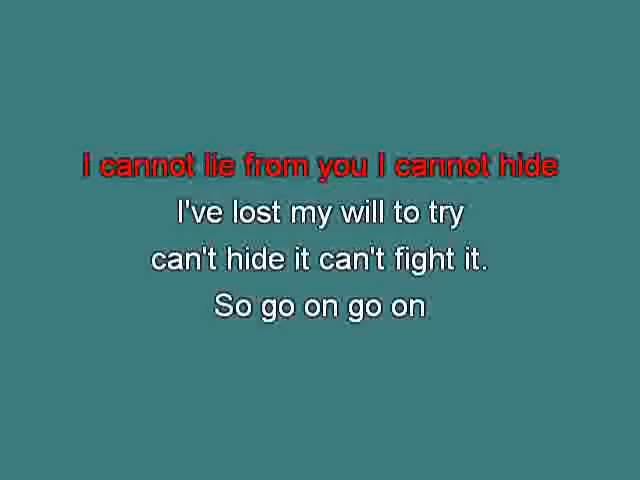 I cannot lie from you I cannot hide
I've lost my will to try
can't hide it can't fight it.
So go on go on